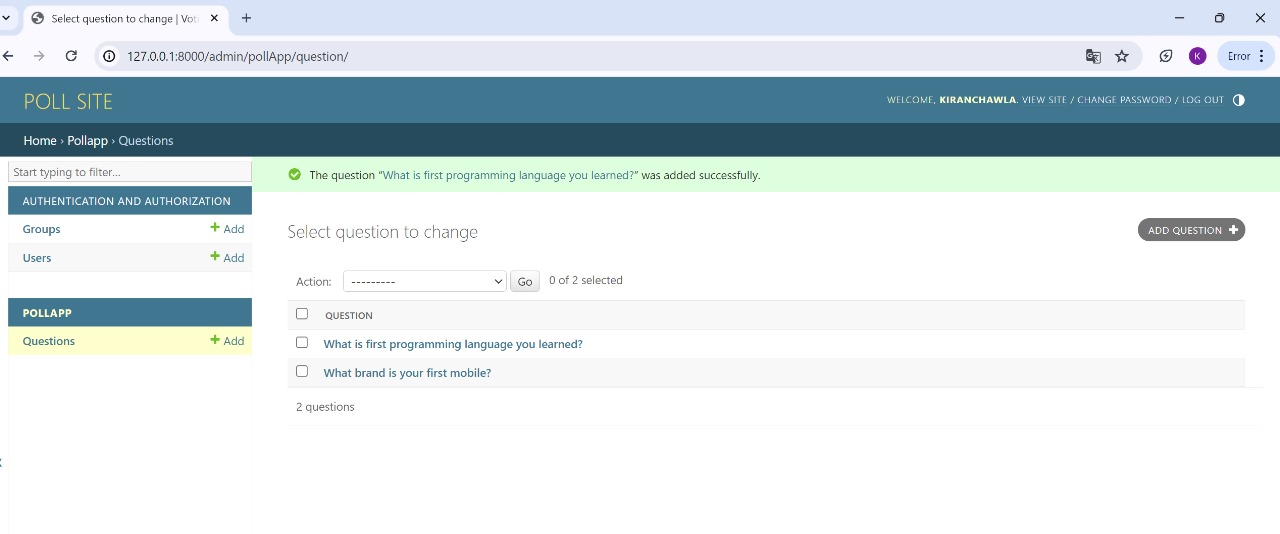 Select question to change | Vot
127.0.0.1:8000/admin/pollApp/question/
K
Error
POLL SITE
WELCOME, KIRANCHAWLA. VIEW SITE / CHANGE PASSWORD / LOG OUT
Home › Pollapp › Questions
Start typing to filter...
The question “What is first programming language you learned?” was added successfully.
AUTHENTICATION AND AUTHORIZATION
Groups + Add
Users + Add
POLLAPP
Questions + Add
Select question to change
ADD QUESTION +
Action: --------- Go 0 of 2 selected
QUESTION
What is first programming language you learned?
What brand is your first mobile?
2 questions